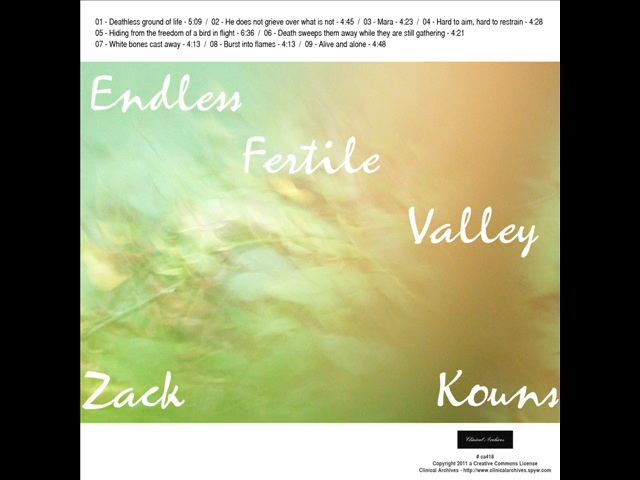 01 - Deathless ground of life - 5:09 / 02 - He does not grieve over what is not - 4:45 / 03 - Mara - 4:23 / 04 - Hard to aim, hard to restrain - 4:28
05 - Hiding from the freedom of a bird in flight - 6:36 / 06 - Death sweeps them away while they are still gathering - 4:21
07 - White bones cast away - 4:13 / 08 - Burst into flames - 4:13 / 09 - Alive and alone - 4:48
Endless
Fertile
Valley
Zack Kouns
Clinical Archives
# ca416
Copyright 2011 a Creative Commons License
Clinical Archives - http://www.clinicalarchives.spyw.com